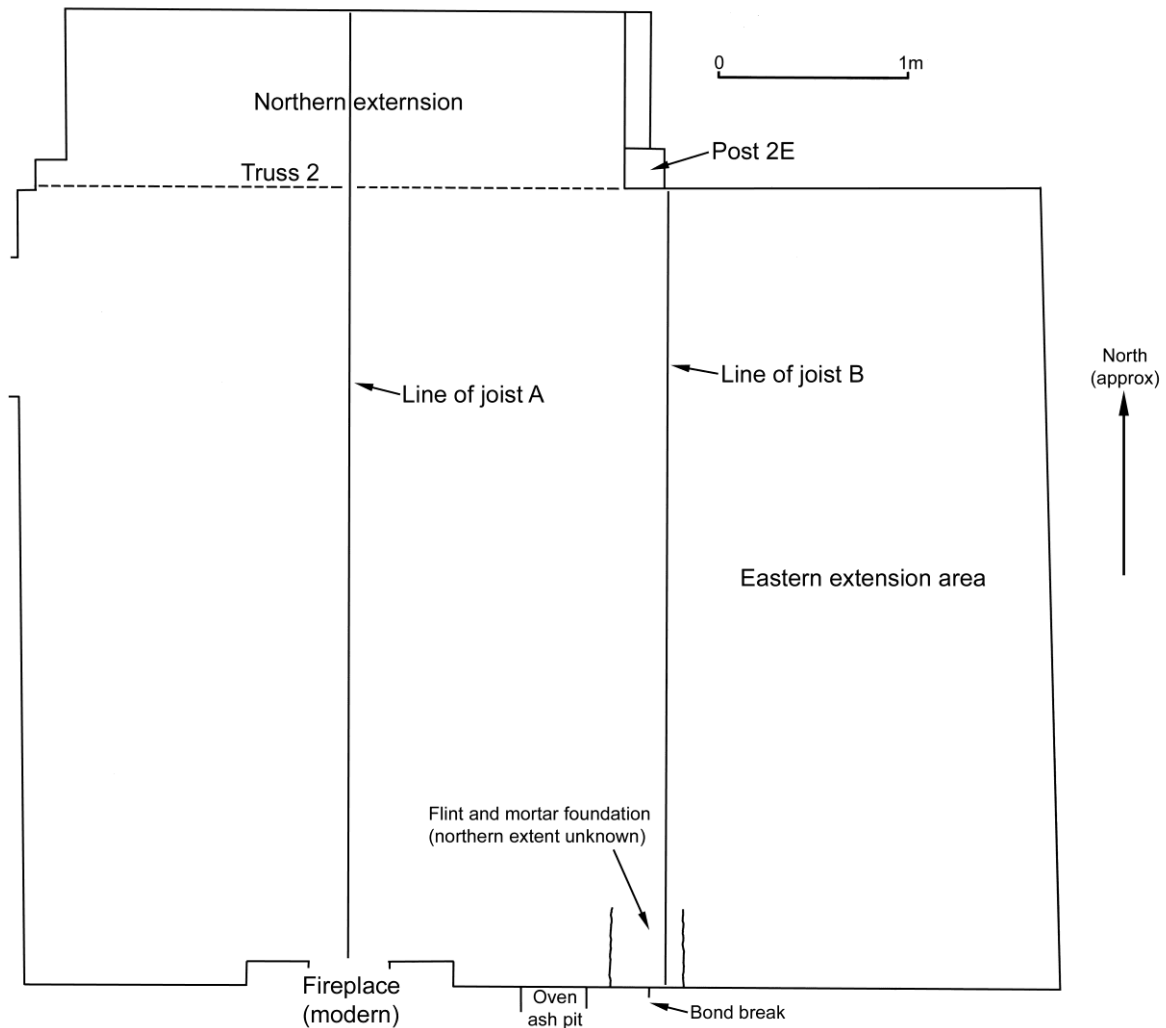 0 1m
Northern externsion
Post 2E
Truss 2
North
(approx)
Line of joist A
Line of joist B
Eastern extension area
Flint and mortar foundation
(northern extent unknown)
Fireplace
(modern)
Oven
ash pit
Bond break